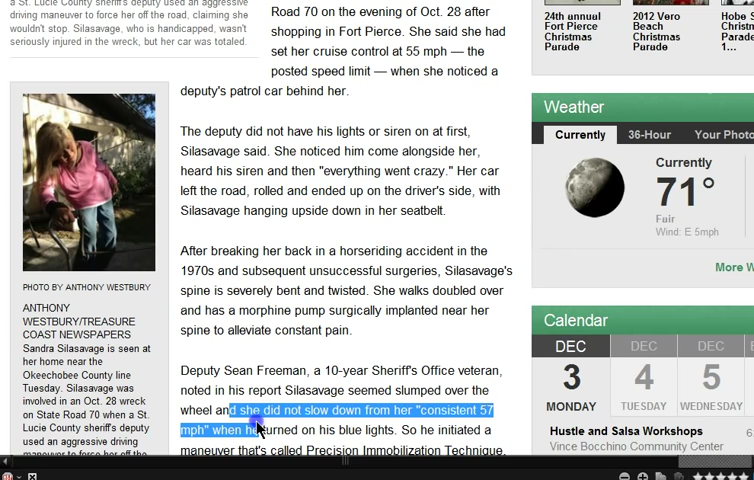 a St. Lucie County sheriff's deputy used an aggressive
driving maneuver to force her off the road, claiming she
wouldn't stop. Silasavage, who is handicapped, wasn't
seriously injured in the wreck, but her car was totaled.
PHOTO BY ANTHONY WESTBURY
ANTHONY
WESTBURY/TREASURE
COAST NEWSPAPERS
Sandra Silasavage is seen at
her home near the
Okeechobee County line
Tuesday. Silasavage was
involved in an Oct. 28 wreck
on State Road 70 when a St.
Lucie County sheriff's deputy
used an aggressive driving
maneuver to force her off the
Road 70 on the evening of Oct. 28 after
shopping in Fort Pierce. She said she had
set her cruise control at 55 mph — the
posted speed limit — when she noticed a
deputy's patrol car behind her.
The deputy did not have his lights or siren on at first,
Silasavage said. She noticed him come alongside her,
heard his siren and then "everything went crazy." Her car
left the road, rolled and ended up on the driver's side, with
Silasavage hanging upside down in her seatbelt.
After breaking her back in a horseriding accident in the
1970s and subsequent unsuccessful surgeries, Silasavage's
spine is severely bent and twisted. She walks doubled over
and has a morphine pump surgically implanted near her
spine to alleviate constant pain.
Deputy Sean Freeman, a 10-year Sheriff's Office veteran,
noted in his report Silasavage seemed slumped over the
wheel and she did not slow down from her "consistent 57
mph" when he turned on his blue lights. So he initiated a
maneuver that's called Precision Immobilization Technique,
24th annual
Fort Pierce
Christmas
Parade
2012 Vero
Beach
Christmas
Parade
Hobe S
Christm
Parade
1...
Weather
Currently 36-Hour Your Photo
Currently
71°
Fair
Wind: E 5mph
More W
Calendar
DEC DEC DEC
3 4 5
MONDAY TUESDAY WEDNESDAY
Hustle and Salsa Workshops 6
Vince Bocchino Community Center